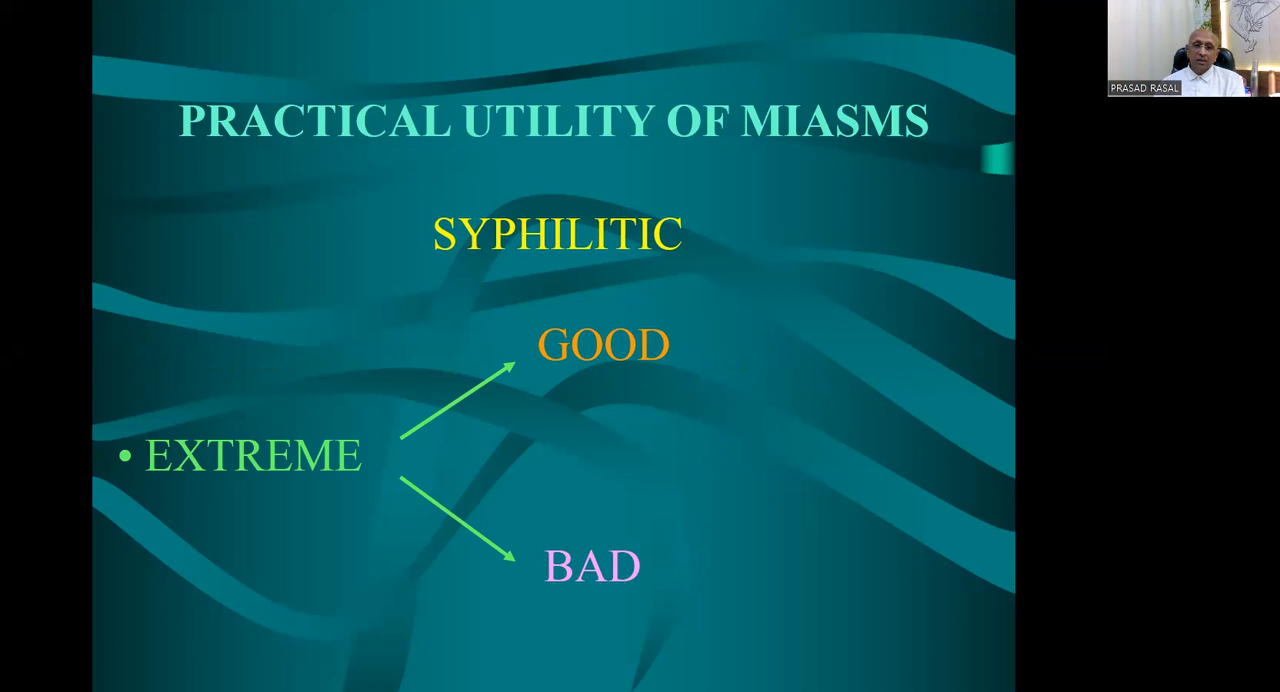 PRASAD RASAL
PRACTICAL UTILITY OF MIASMS
SYPHILITIC
GOOD
• EXTREME
BAD